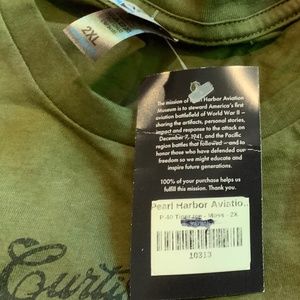 2XL
The mission of Pearl Harbor Aviation
Museum is to steward America's first
aviation battlefield of World War II –
sharing the artifacts, personal stories,
impact and response to the attack on
December 7, 1941, and the Pacific
region battles that followed —and to
honor those who have defended our
freedom so we might educate and
inspire future generations.
100% of your purchase helps us
fulfill this mission. Thank you.
Pearl Harbor Aviatio..
P-40 Tiger - Moss - 2X
10313
Curti